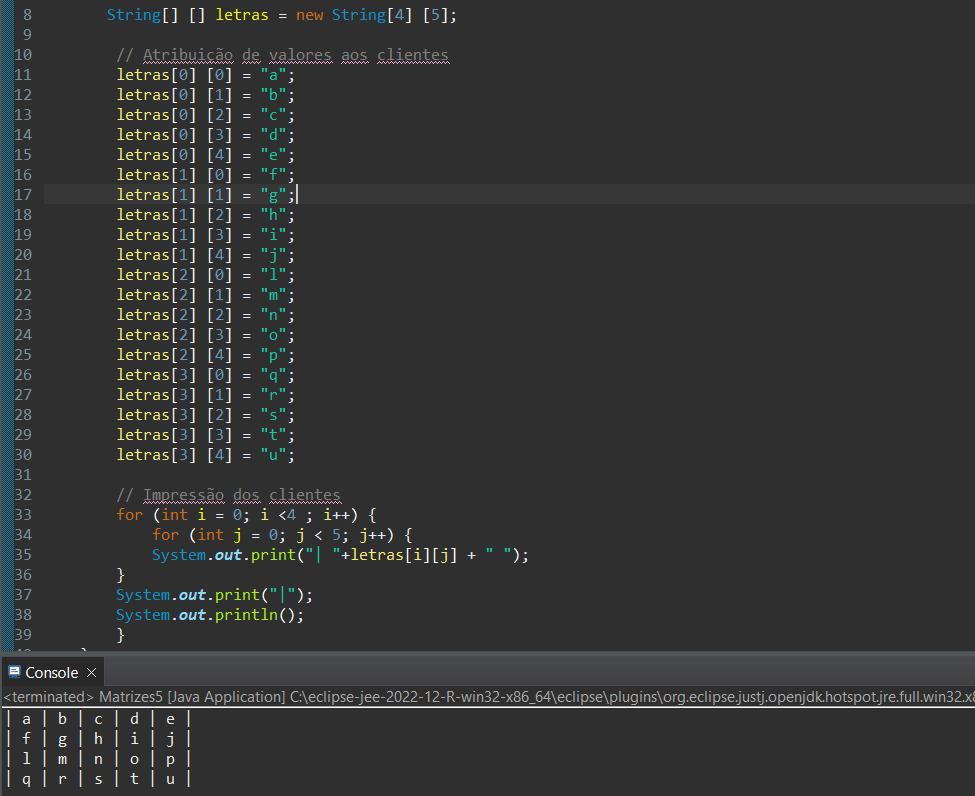 8 String[] [] letras = new String[4] [5];
9
10 // Atribuição de valores aos clientes
11 letras[0] [0] = "a";
12 letras[0] [1] = "b";
13 letras[0] [2] = "c";
14 letras[0] [3] = "d";
15 letras[0] [4] = "e";
16 letras[1] [0] = "f";
17 letras[1] [1] = "g";
18 letras[1] [2] = "h";
19 letras[1] [3] = "i";
20 letras[1] [4] = "j";
21 letras[2] [0] = "l";
22 letras[2] [1] = "m";
23 letras[2] [2] = "n";
24 letras[2] [3] = "o";
25 letras[2] [4] = "p";
26 letras[3] [0] = "q";
27 letras[3] [1] = "r";
28 letras[3] [2] = "s";
29 letras[3] [3] = "t";
30 letras[3] [4] = "u";
31
32 // Impressão dos clientes
33 for (int i = 0; i <4 ; i++) {
34 for (int j = 0; j < 5; j++) {
35 System.out.print("| "+letras[i][j] + " ");
36 }
37 System.out.print("|");
38 System.out.println();
39 }
Console
<terminated> Matrizes5 [Java Application] C:\eclipse-jee-2022-12-R-win32-x86_64\eclipse\plugins\org.eclipse.justj.openjdk.hotspot.jre.full.win32.x8
| a | b | c | d | e |
| f | g | h | i | j |
| l | m | n | o | p |
| q | r | s | t | u |